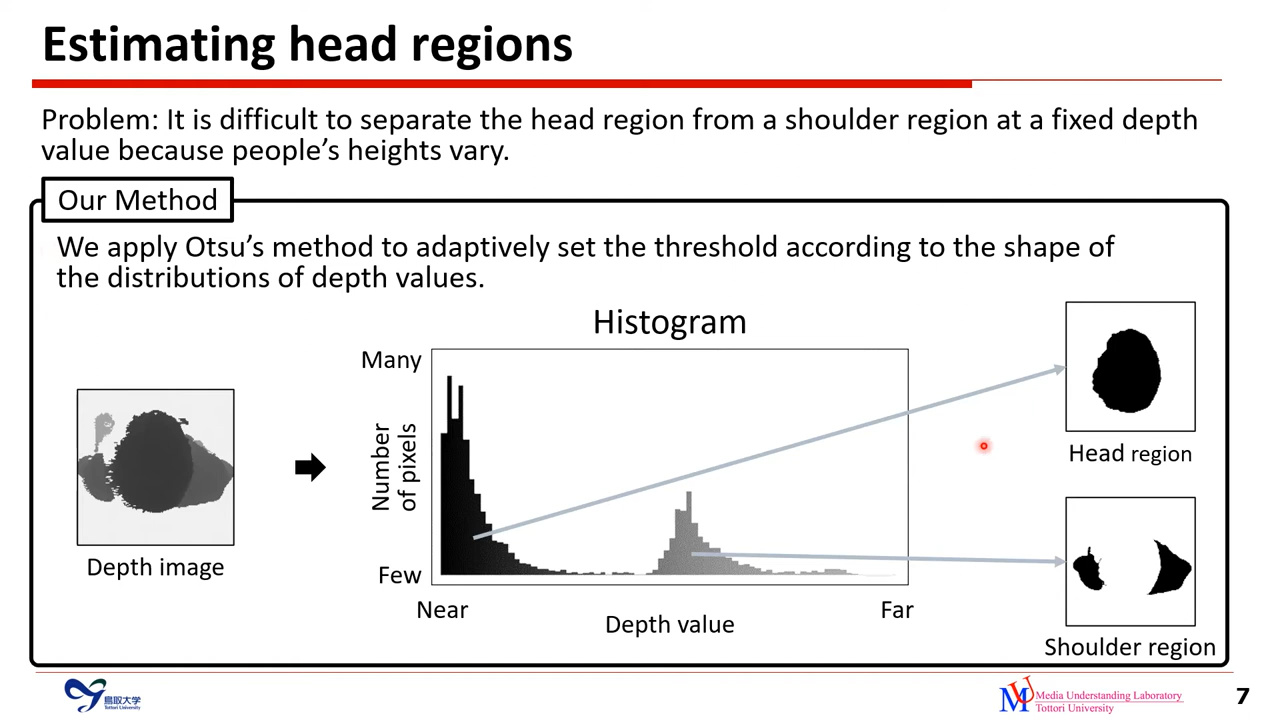 Estimating head regions
Problem: It is difficult to separate the head region from a shoulder region at a fixed depth
value because people’s heights vary.
Our Method
We apply Otsu’s method to adaptively set the threshold according to the shape of
the distributions of depth values.
Histogram
Many
Number
of pixels
Few
Near
Far
Depth value
Depth image
Head region
Shoulder region
鳥取大学
Tottori University
MU
Media Understanding Laboratory
Tottori University
7